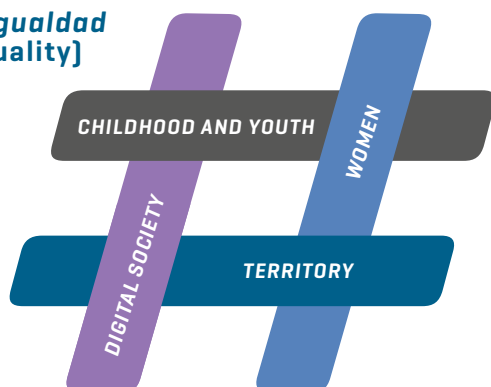 gualdad
uality)
CHILDHOOD AND YOUTH
WOMEN
DIGITAL SOCIETY
TERRITORY